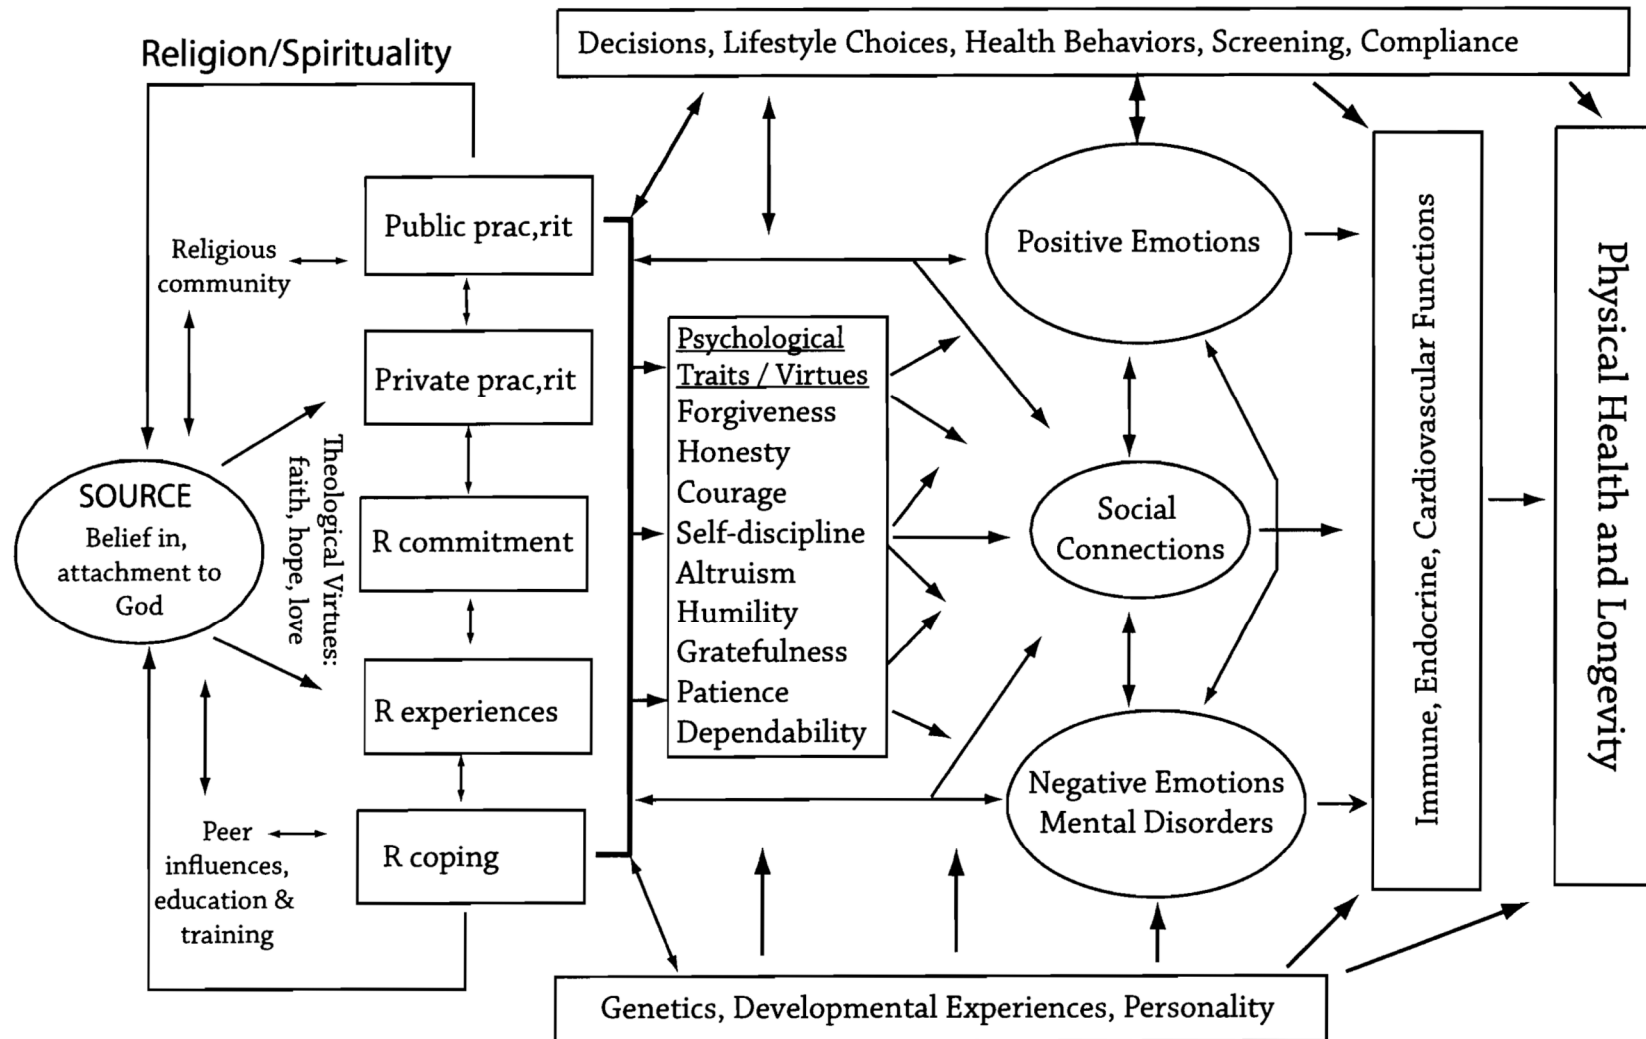 Religion/Spirituality
Decisions, Lifestyle Choices, Health Behaviors, Screening, Compliance
Religious
community
Public prac,rit
Private prac,rit
R commitment
R experiences
R coping
SOURCE
Belief in,
attachment to
God
Theological Virtues:
faith, hope, love
Peer
influences,
education &
training
Psychological
Traits / Virtues
Forgiveness
Honesty
Courage
Self-discipline
Altruism
Humility
Gratefulness
Patience
Dependability
Positive Emotions
Social
Connections
Negative Emotions
Mental Disorders
Immune, Endocrine, Cardiovascular Functions
Physical Health and Longevity
Genetics, Developmental Experiences, Personality